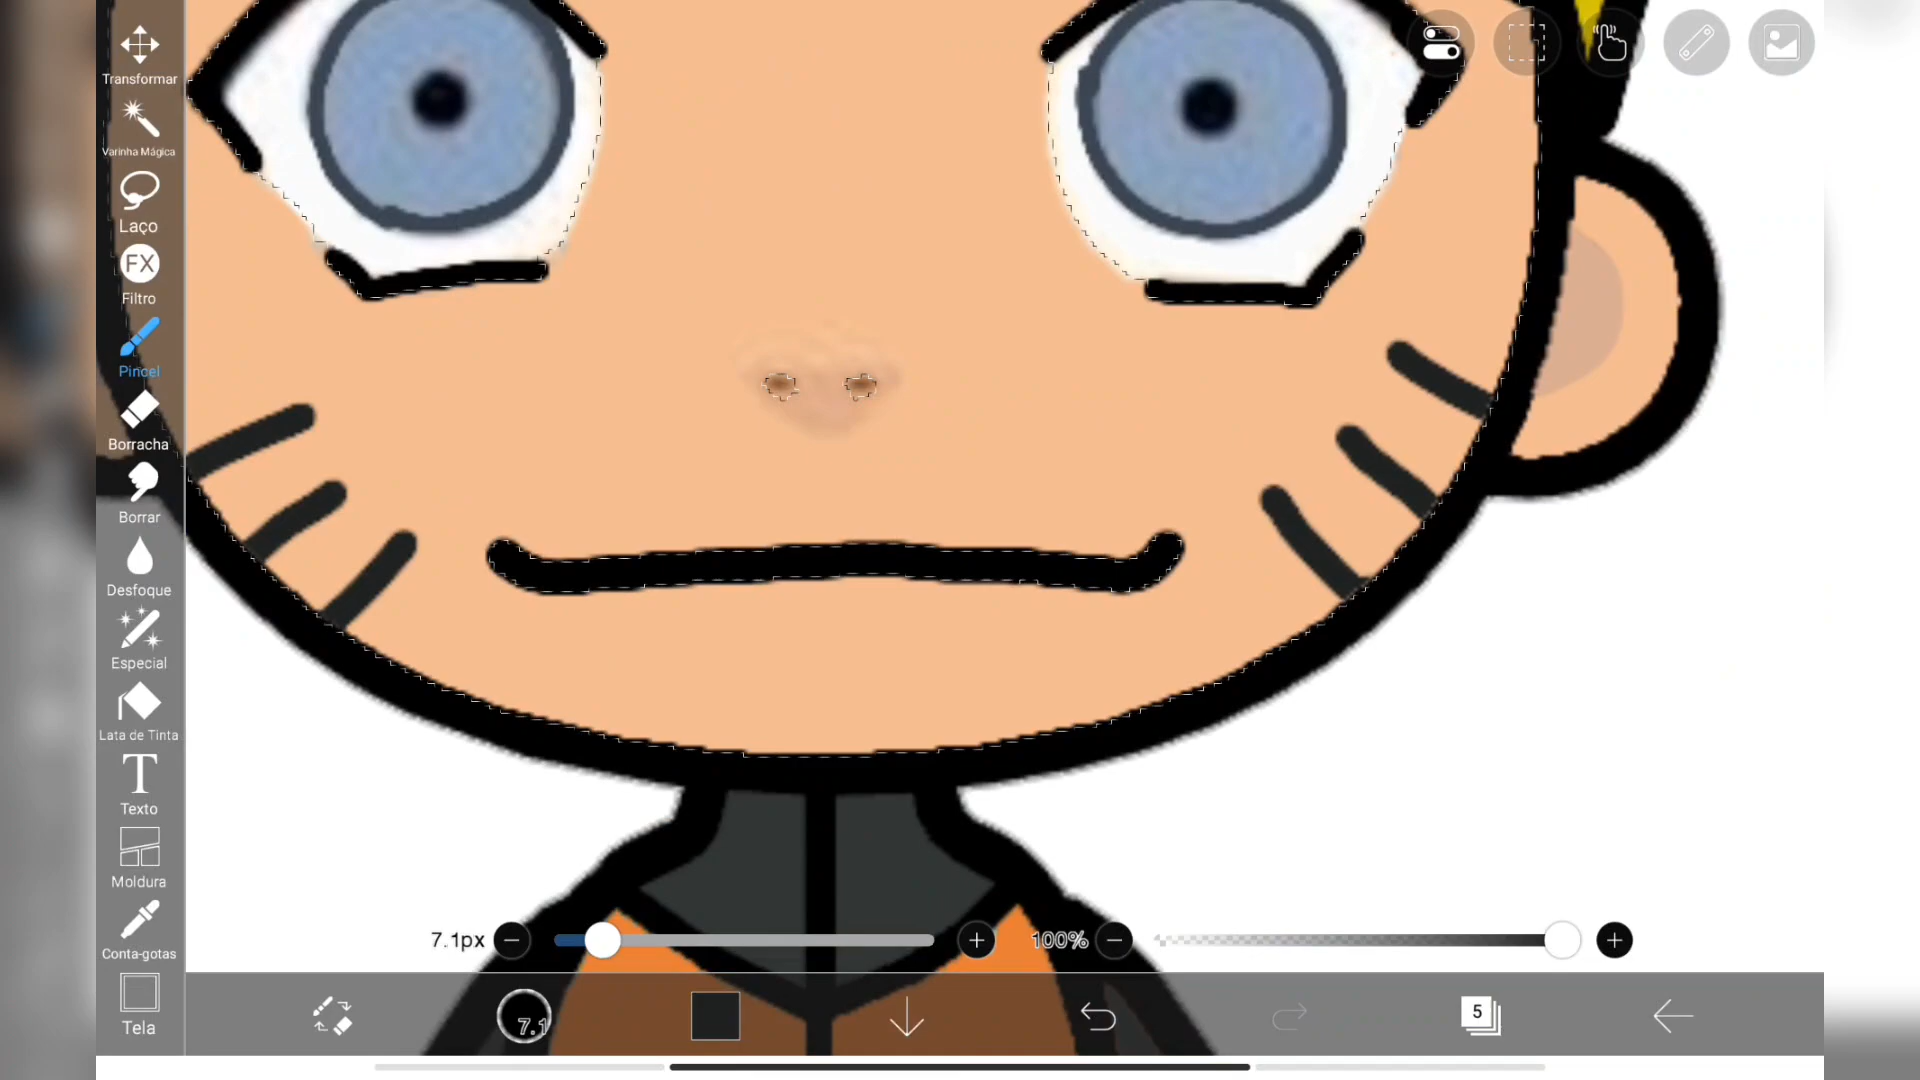 Transformar
Varinha Mágica
Laço
FX
Filtro
Pincel
Borracha
Borrar
Desfoque
Especial
Lata de Tinta
T
Texto
Moldura
Conta-gotas
Tela
7.1px
100%
7.1
5